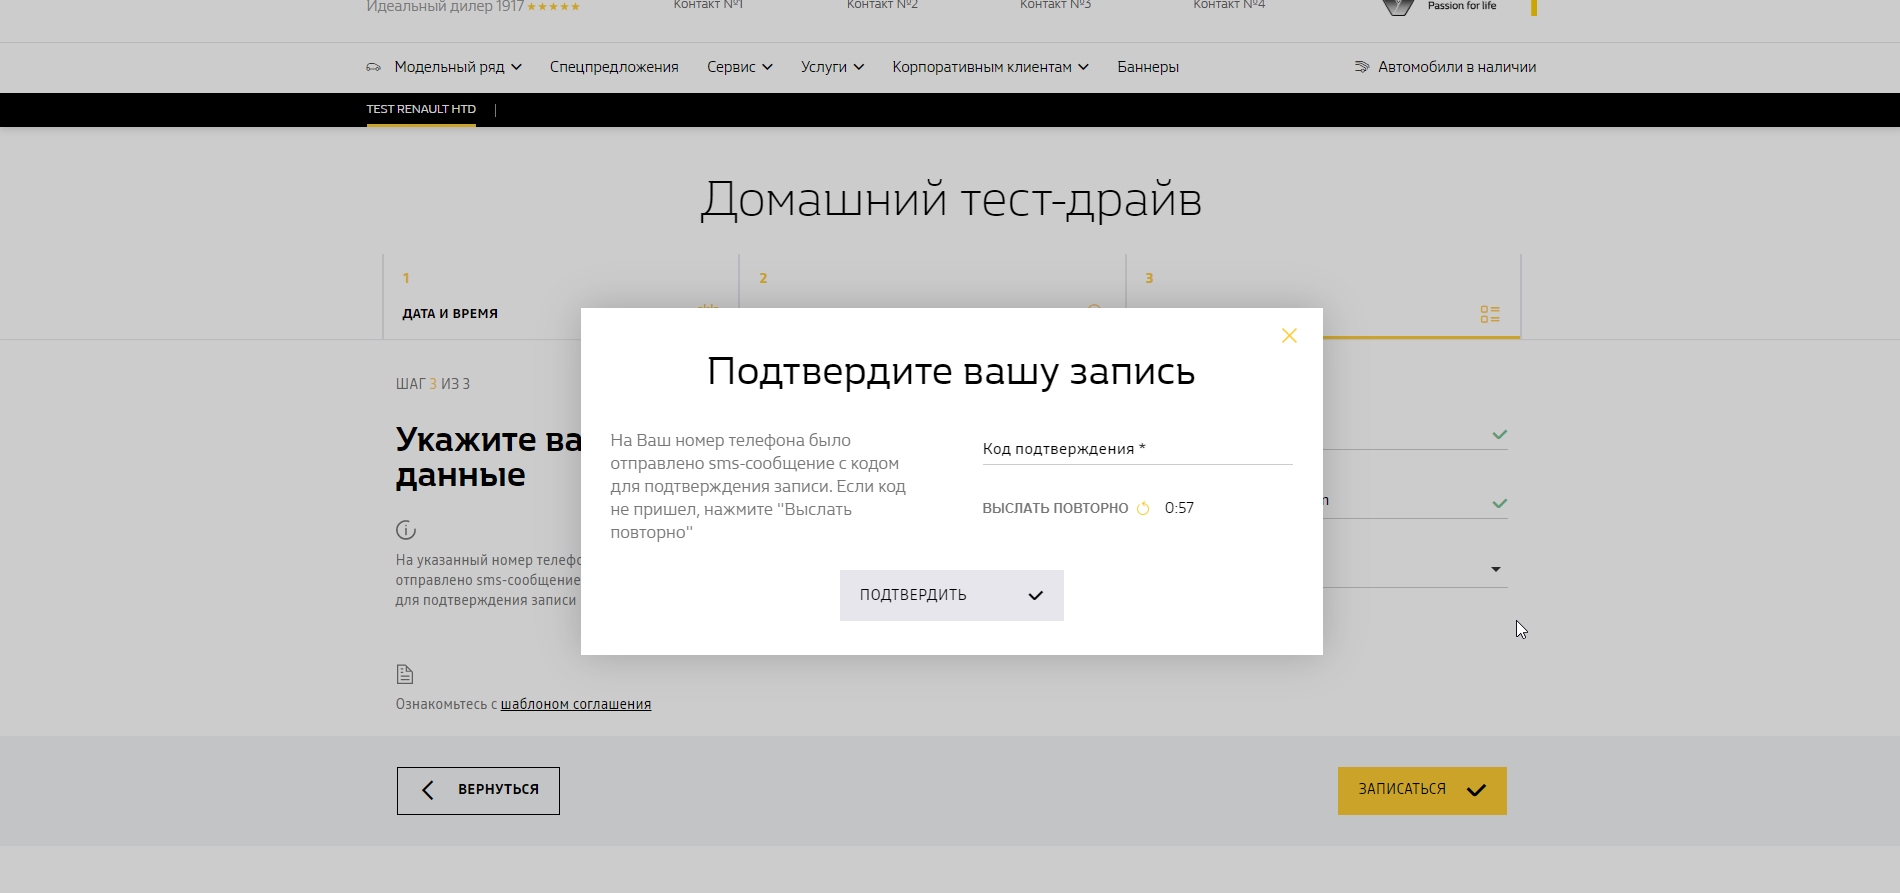 Идеальный дилер 1917
Контакт №1
Контакт №2
Контакт №3
Контакт №4
Passion for life
Модельный ряд
Спецпредложения
Сервис
Услуги
Корпоративным клиентам
Баннеры
Автомобили в наличии
TEST RENAULT HTD
Домашний тест-драйв
1
2
3
ДАТА И ВРЕМЯ
ШАГ 3 ИЗ 3
Укажите ва
данные
На указанный номер телефо
отправлено sms-сообщение
для подтверждения записи
Ознакомьтесь с шаблоном соглашения
Подтвердите вашу запись
На Ваш номер телефона было
отправлено sms-сообщение с кодом
для подтверждения записи. Если код
не пришел, нажмите "Выслать
повторно"
Код подтверждения *
ВЫСЛАТЬ ПОВТОРНО 0:57
ПОДТВЕРДИТЬ
ВЕРНУТЬСЯ
ЗАПИСАТЬСЯ